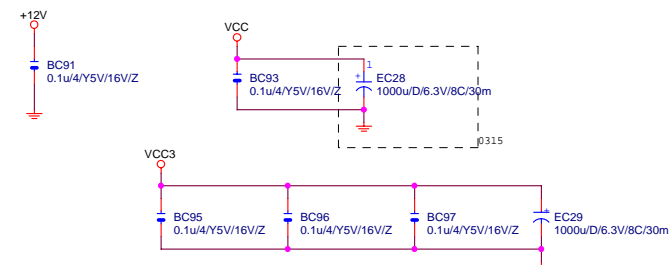 +12V
VCC
BC91
0.1u/4/Y5V/16V/Z
BC93
0.1u/4/Y5V/16V/Z
1
+
EC28
1000u/D/6.3V/8C/30m
0315
VCC3
BC95
0.1u/4/Y5V/16V/Z
BC96
0.1u/4/Y5V/16V/Z
BC97
0.1u/4/Y5V/16V/Z
+
EC29
1000u/D/6.3V/8C/30m